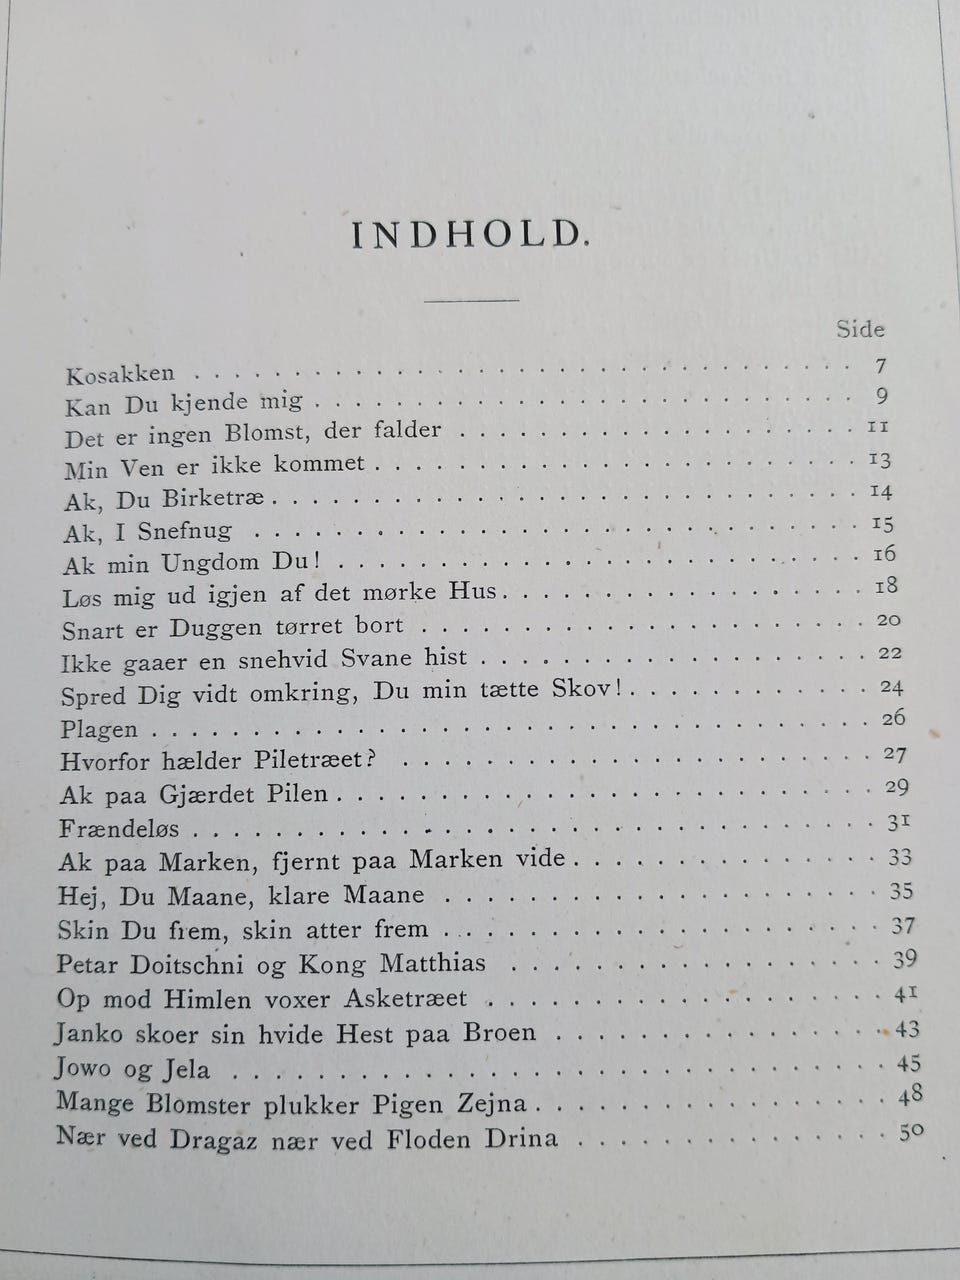 INDHOLD.
Side
Kosakken . . . . . . . . . . . . . . . . . . . . . . . . . . . . . . . . . 7
Kan Du kjende mig . . . . . . . . . . . . . . . . . . . . . . . . . . . 9
Det er ingen Blomst, der falder . . . . . . . . . . . . . . . . . . . . 11
Min Ven er ikke kommet . . . . . . . . . . . . . . . . . . . . . . . . 13
Ak, Du Birketræ . . . . . . . . . . . . . . . . . . . . . . . . . . . . . 14
Ak, I Snefnug . . . . . . . . . . . . . . . . . . . . . . . . . . . . . . 15
Ak min Ungdom Du! . . . . . . . . . . . . . . . . . . . . . . . . . . 16
Løs mig ud igjen af det mørke Hus . . . . . . . . . . . . . . . . . . 18
Snart er Duggen tørret bort . . . . . . . . . . . . . . . . . . . . . . 20
Ikke gaaer en snehvid Svane hist . . . . . . . . . . . . . . . . . . . 22
Spred Dig vidt omkring, Du min tætte Skov! . . . . . . . . . . . . 24
Plagen . . . . . . . . . . . . . . . . . . . . . . . . . . . . . . . . . . . 26
Hvorfor hælder Piletræet? . . . . . . . . . . . . . . . . . . . . . . . 27
Ak paa Gjærdet Pilen . . . . . . . . . . . . . . . . . . . . . . . . . . 29
Frændeløs . . . . . . . . . . . . . . . . . . . . . . . . . . . . . . . . . 31
Ak paa Marken, fjernt paa Marken vide . . . . . . . . . . . . . . . 33
Hej, Du Maane, klare Maane . . . . . . . . . . . . . . . . . . . . . 35
Skin Du frem, skin atter frem . . . . . . . . . . . . . . . . . . . . . 37
Petar Doitschni og Kong Matthias . . . . . . . . . . . . . . . . . . 39
Op mod Himlen voxer Asketræet . . . . . . . . . . . . . . . . . . . 41
Janko skoer sin hvide Hest paa Broen . . . . . . . . . . . . . . . . 43
Jowo og Jela . . . . . . . . . . . . . . . . . . . . . . . . . . . . . . . 45
Mange Blomster plukker Pigen Zejna . . . . . . . . . . . . . . . . . 48
Nær ved Dragaz nær ved Floden Drina . . . . . . . . . . . . . . . 50